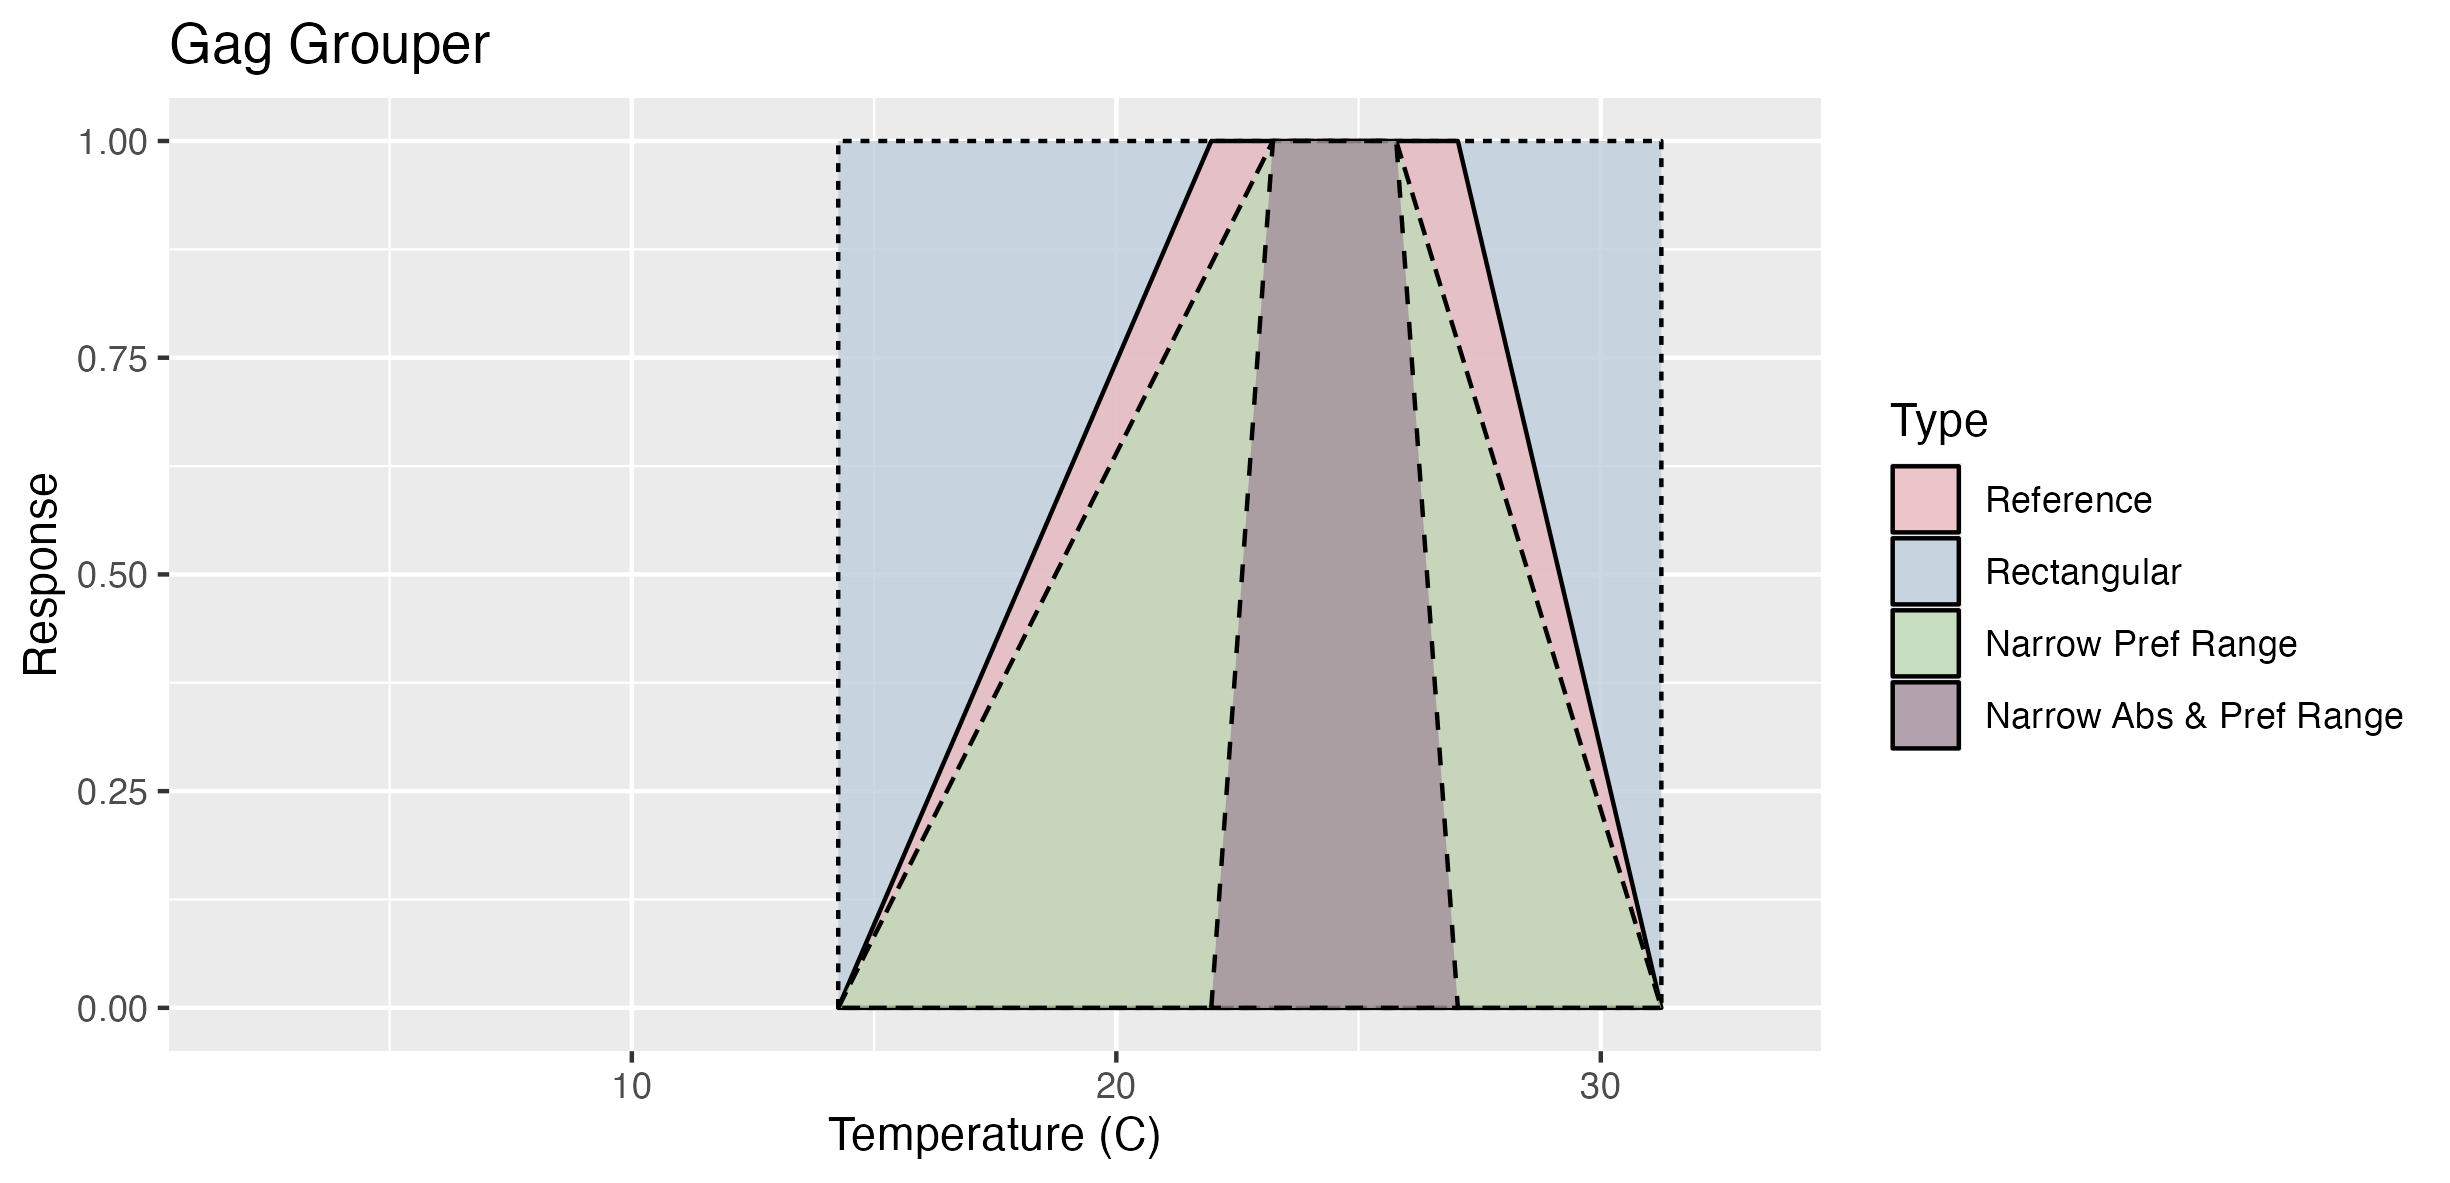 Gag Grouper
1.00
0.75
0.50
0.25
0.00
Response
10 20 30
Temperature (C)
Type
Reference
Rectangular
Narrow Pref Range
Narrow Abs & Pref Range